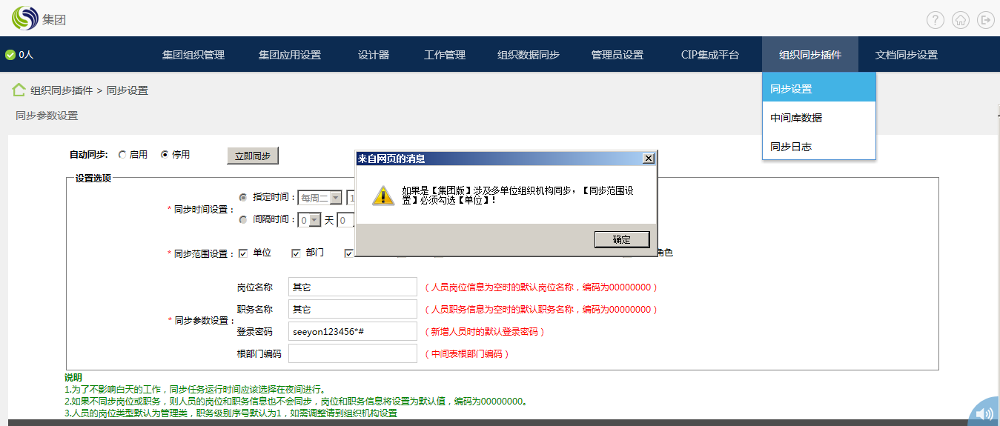 集团
0人
集团组织管理 集团应用设置 设计器 工作管理 组织数据同步 管理员设置 CIP集成平台 组织同步插件 文档同步设置
组织同步插件 > 同步设置
同步设置
中间库数据
同步日志
同步参数设置
自动同步: 启用 停用 立即同步
来自网页的消息
如果是【集团版】涉及多单位组织机构同步，【同步范围设
置】必须勾选【单位】！
确定
设置选项
* 同步时间设置：
指定时间： 每周二 1
间隔时间： 0 天 0
* 同步范围设置： 单位 部门 角色
* 同步参数设置：
岗位名称 其它 （人员岗位信息为空时的默认岗位名称，编码为00000000）
职务名称 其它 （人员职务信息为空时的默认职务名称，编码为00000000）
登录密码 seeyon123456*# （新增人员时的默认登录密码）
根部门编码 （中间表根部门编码）
说明
1.为了不影响白天的工作，同步任务运行时间应该选择在夜间进行。
2.如果不同步岗位或职务，则人员的岗位和职务信息也不会同步，岗位和职务信息将设置为默认值，编码为00000000。
3.人员的岗位类型默认为管理类，职务级别序号默认为1，如需调整请到组织机构设置